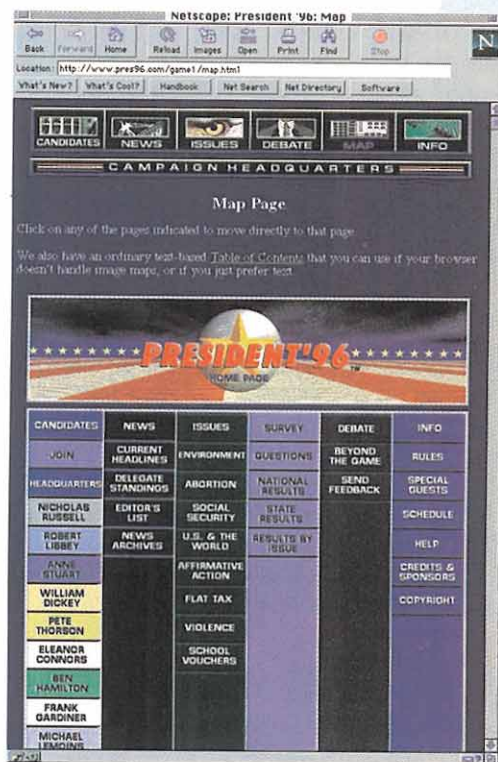 Netscape: President '96: Map
Back Forward Home Reload Images Open Print Find Stop
N
Location: http://www.pres96.com/game1/map.html
What's New? What's Cool? Handbook Net Search Net Directory Software
CANDIDATES NEWS ISSUES DEBATE MAP INFO
CAMPAIGN HEADQUARTERS
Map Page
Click on any of the pages indicated to move directly to that page
We also have an ordinary text-based Table of Contents that you can use if your browser
doesn't handle image maps, or if you just prefer text.
PRESIDENT'96 TM
HOME PAGE
CANDIDATES
JOIN
HEADQUARTERS
NICHOLAS
RUSSELL
ROBERT
LIBBEY
ANNE
STUART
WILLIAM
DICKEY
PETE
THORSON
ELEANOR
CONNORS
BEN
HAMILTON
FRANK
GARDINER
MICHAEL
LEMOINS
NEWS
CURRENT
HEADLINES
DELEGATE
STANDINGS
EDITOR'S
LIST
NEWS
ARCHIVES
ISSUES
ENVIRONMENT
ABORTION
SOCIAL
SECURITY
U.S. & THE
WORLD
AFFIRMATIVE
ACTION
FLAT TAX
VIOLENCE
SCHOOL
VOUCHERS
SURVEY
QUESTIONS
NATIONAL
RESULTS
STATE
RESULTS
RESULTS BY
ISSUE
DEBATE
BEYOND
THE GAME
SEND
FEEDBACK
INFO
RULES
SPECIAL
GUESTS
SCHEDULE
HELP
CREDITS &
SPONSORS
COPYRIGHT